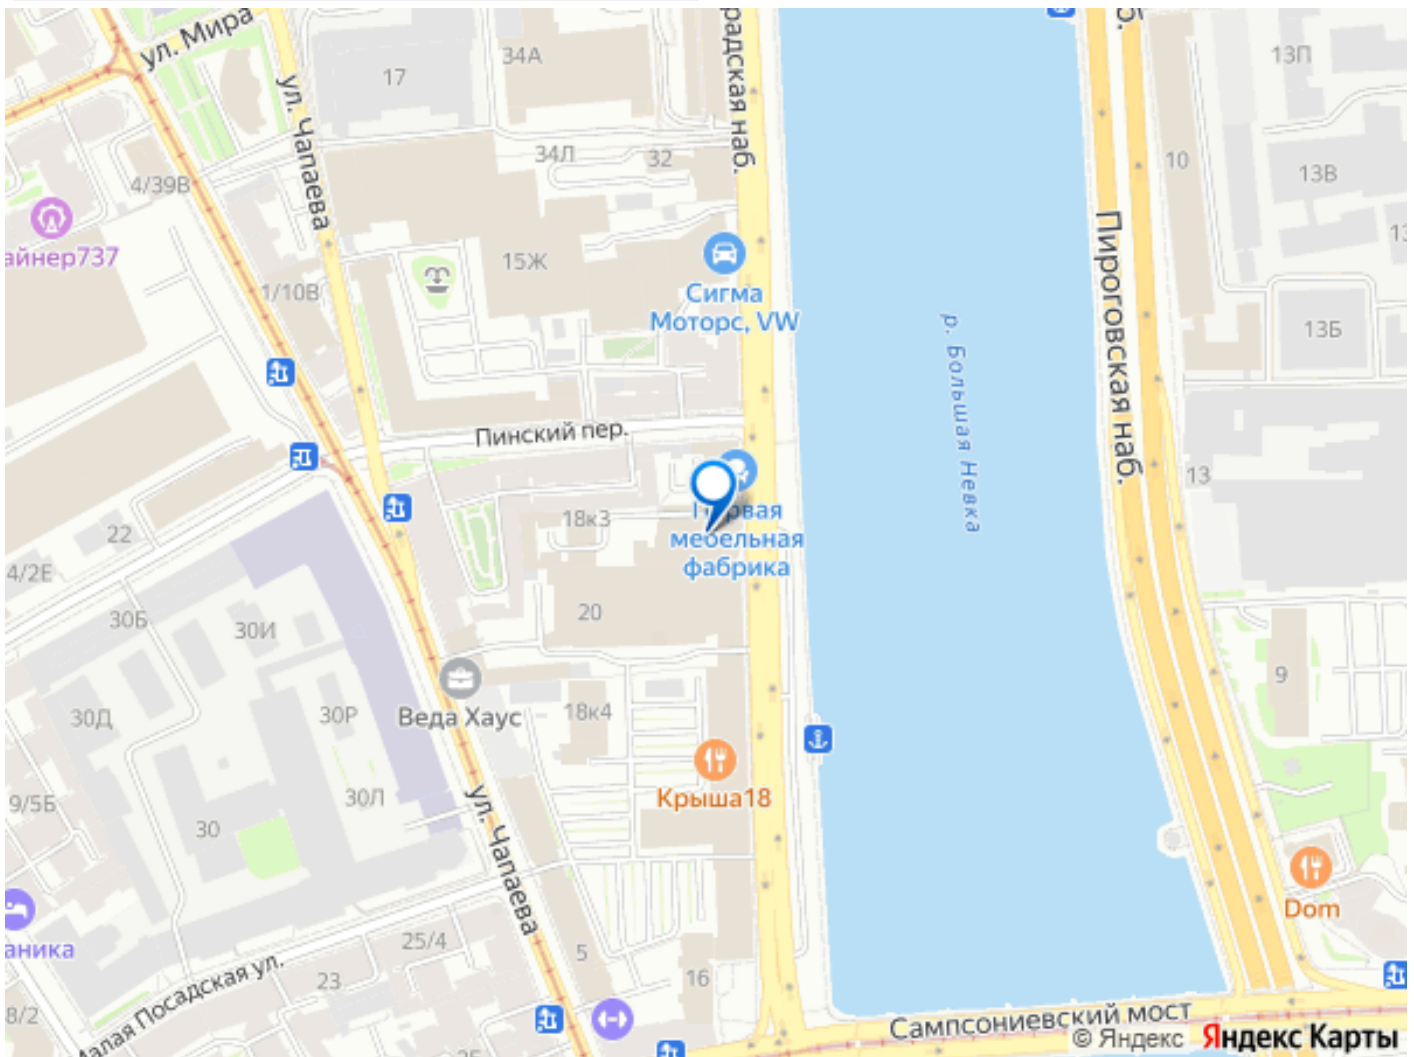 ул. Мира
34А
радская наб.
б.
13П
17
ул. Чапаева
34Л
32
10
4/39В
13В
айнер737
Пироговская наб.
15Ж
1/10В
Сигма
Моторс, VW
13Б
р. Большая Невка
Пинский пер.
13
18к3
мебельная
фабрика
22
4/2Е
20
30Б
30И
9
30Д
30Р
Веда Хаус
18к4
Крыша18
9/5Б
30Л
30
ул. Чапаева
Dom
аника
25/4
5
Малая Посадская ул.
23
16
8/2
Сампсониевский мост
© Яндекс Яндекс Карты